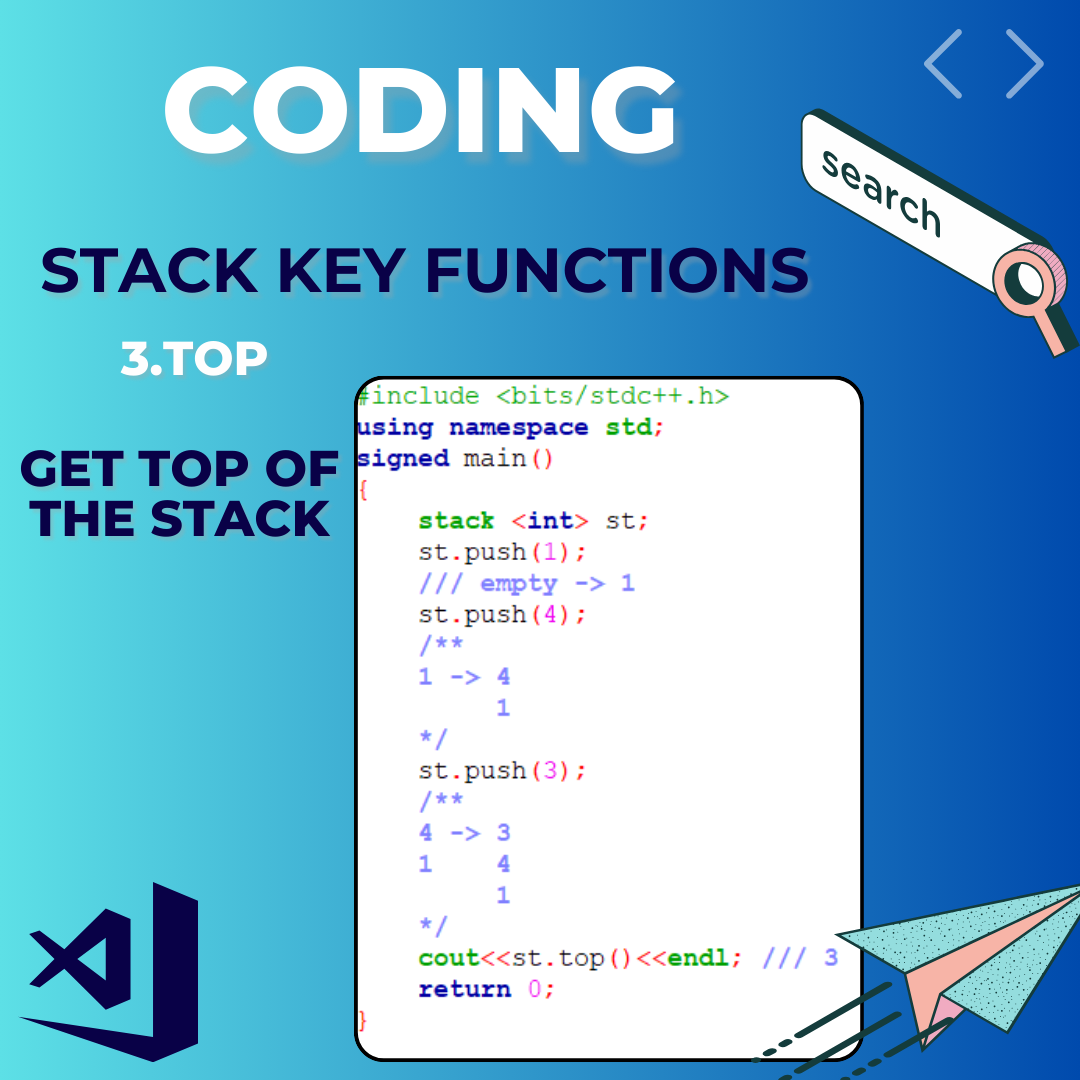 CODING
search
STACK KEY FUNCTIONS
3.TOP
GET TOP OF
THE STACK
#include <bits/stdc++.h>
using namespace std;
signed main()
{
    stack <int> st;
    st.push(1);
    /// empty -> 1
    st.push(4);
    /**
    1 -> 4
         1
    */
    st.push(3);
    /**
    4 -> 3
    1    4
         1
    */
    cout<<st.top()<<endl; /// 3
    return 0;
}